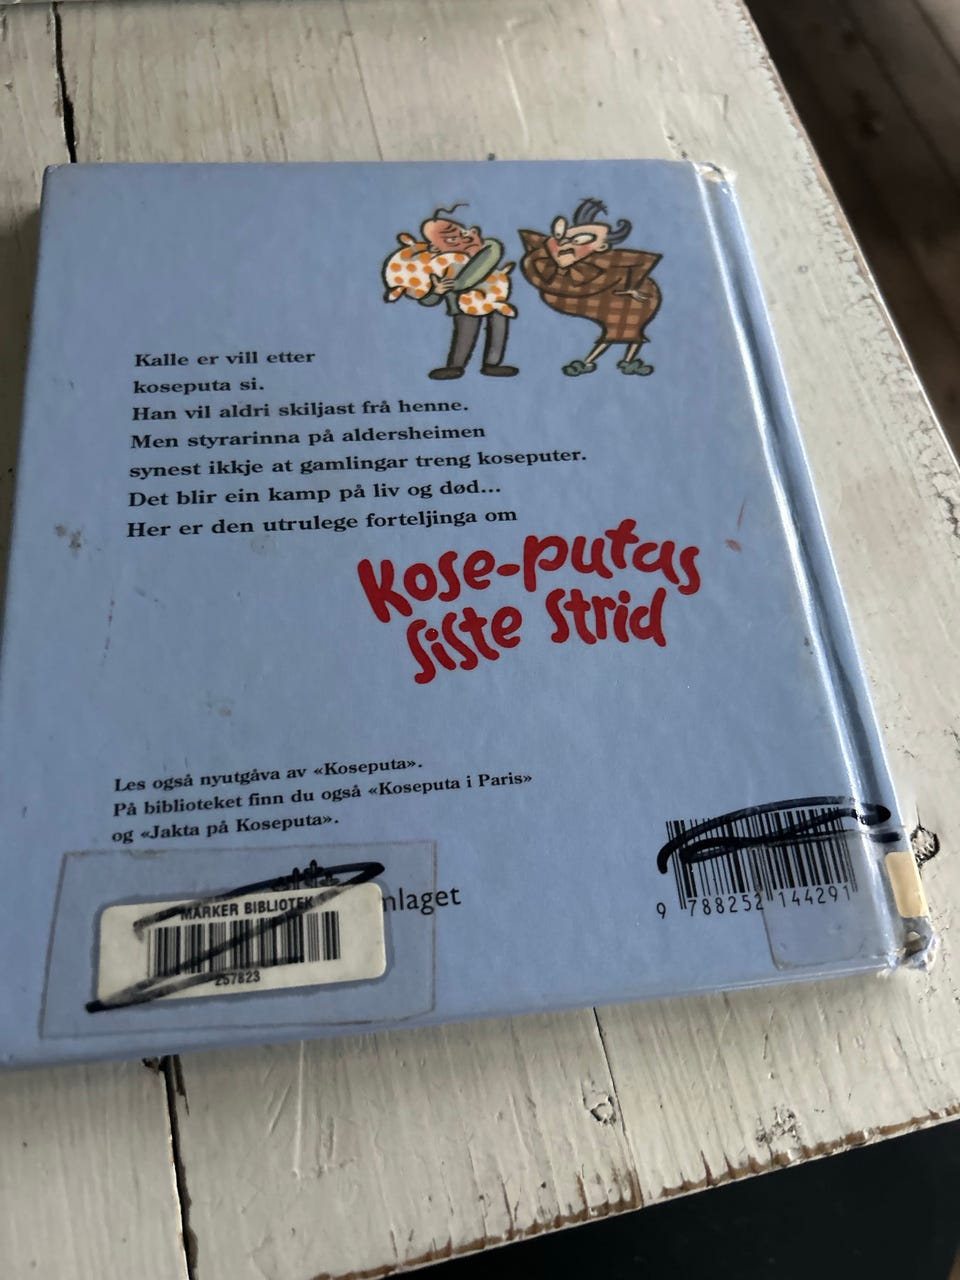 Kalle er vill etter
koseputa si.
Han vil aldri skiljast frå henne.
Men styrarinna på aldersheimen
synest ikkje at gamlingar treng koseputer.
Det blir ein kamp på liv og død...
Her er den utrulege forteljinga om
Kose-putas
siste strid
Les også nyutgåva av «Koseputa».
På biblioteket finn du også «Koseputa i Paris»
og «Jakta på Koseputa».
mlaget
MARKER BIBLIOTEK
257823
9 788252 144291